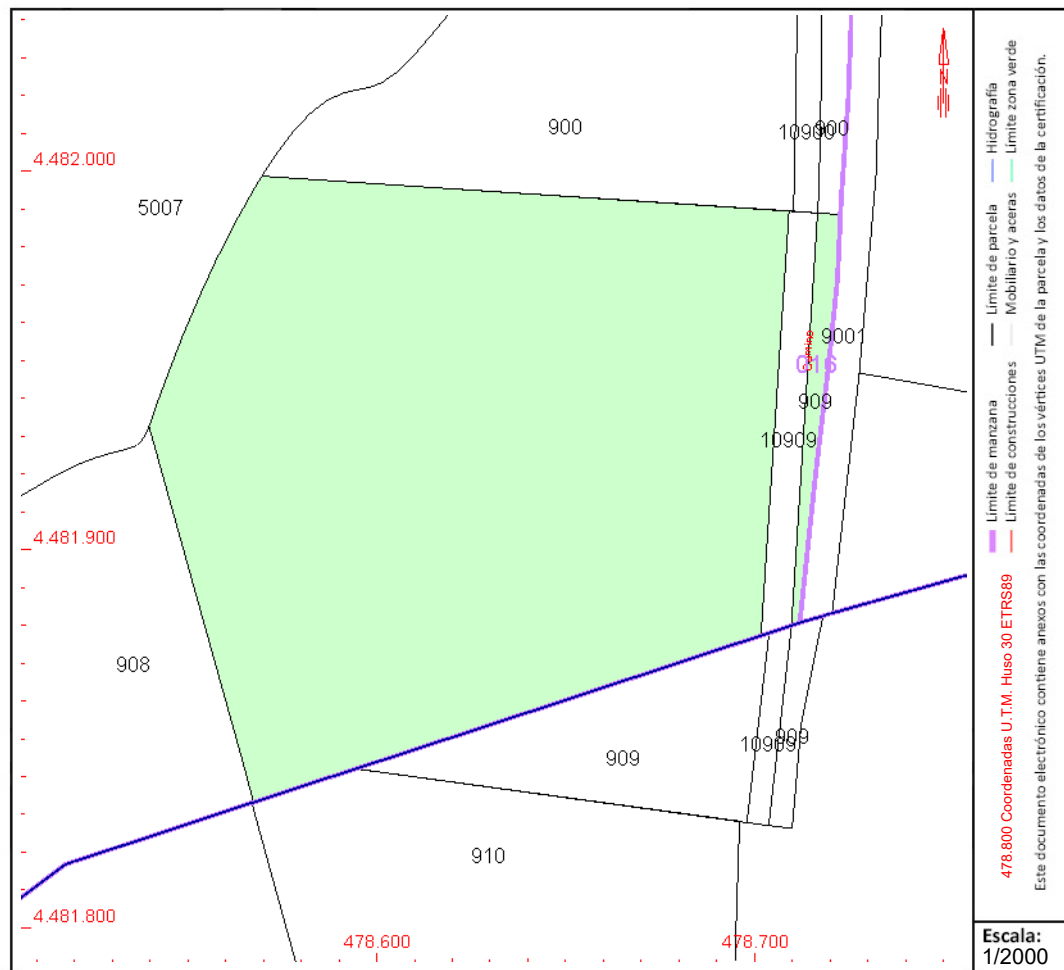 900
10900
900
4.482.000
5007
9001
Camino
016
909
10909
4.481.900
908
909
10909
909
910
4.481.800
478.600
478.700
N
Límite de manzana
Límite de parcela
Hidrografía
Límite de construcciones
Mobiliario y aceras
Límite zona verde
478.800 Coordenadas U.T.M. Huso 30 ETRS89
Este documento electrónico contiene anexos con las coordenadas de los vértices UTM de la parcela y los datos de la certificación.
Escala:
1/2000